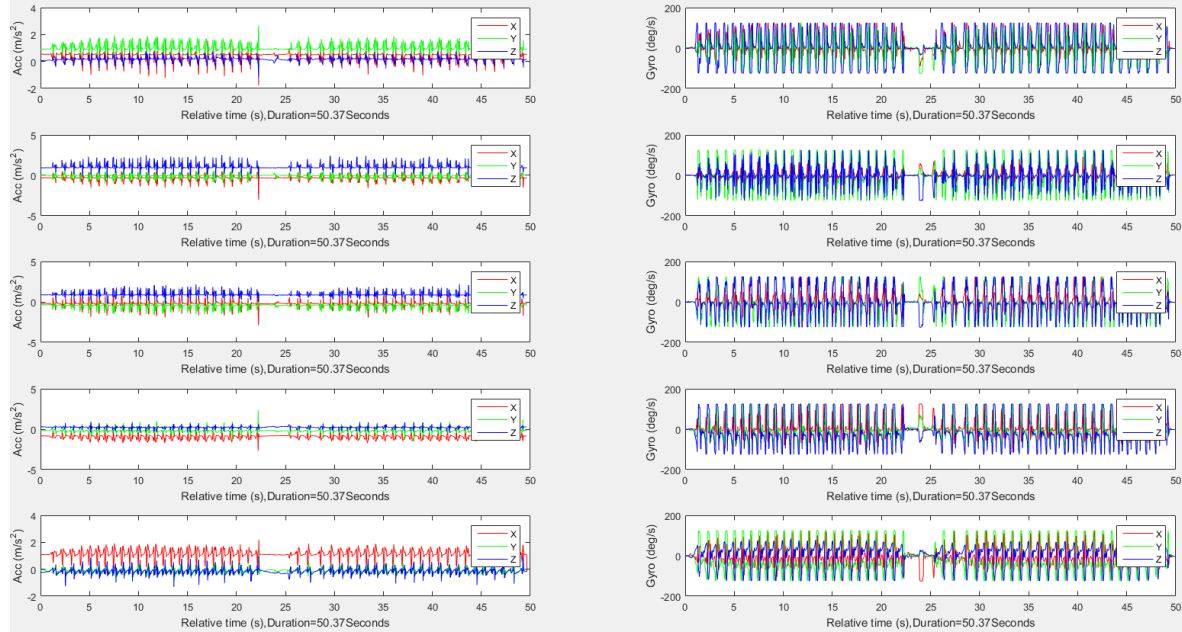 4
2
0
-2
Acc (m/s²)
X
Y
Z
0 5 10 15 20 25 30 35 40 45 50
Relative time (s),Duration=50.37Seconds
200
0
-200
Gyro (deg/s)
X
Y
Z
0 5 10 15 20 25 30 35 40 45 50
Relative time (s),Duration=50.37Seconds
5
0
-5
Acc (m/s²)
X
Y
Z
0 5 10 15 20 25 30 35 40 45 50
Relative time (s),Duration=50.37Seconds
200
0
-200
Gyro (deg/s)
X
Y
Z
0 5 10 15 20 25 30 35 40 45 50
Relative time (s),Duration=50.37Seconds
5
0
-5
Acc (m/s²)
X
Y
Z
0 5 10 15 20 25 30 35 40 45 50
Relative time (s),Duration=50.37Seconds
200
0
-200
Gyro (deg/s)
X
Y
Z
0 5 10 15 20 25 30 35 40 45 50
Relative time (s),Duration=50.37Seconds
5
0
-5
Acc (m/s²)
X
Y
Z
0 5 10 15 20 25 30 35 40 45 50
Relative time (s),Duration=50.37Seconds
200
0
-200
Gyro (deg/s)
X
Y
Z
0 5 10 15 20 25 30 35 40 45 50
Relative time (s),Duration=50.37Seconds
4
2
0
-2
Acc (m/s²)
X
Y
Z
0 5 10 15 20 25 30 35 40 45 50
Relative time (s),Duration=50.37Seconds
200
0
-200
Gyro (deg/s)
X
Y
Z
0 5 10 15 20 25 30 35 40 45 50
Relative time (s),Duration=50.37Seconds